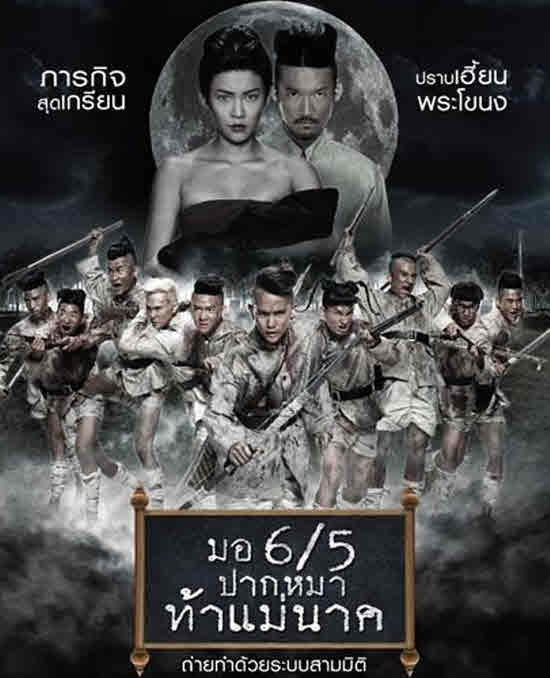 ภารกิจ
สุดเกรียน
ปราบเฮี้ยน
พระโขนง
มอ 6/5
ปากหมา
ท้าแม่นาค
ถ่ายทำด้วยระบบสามมิติ